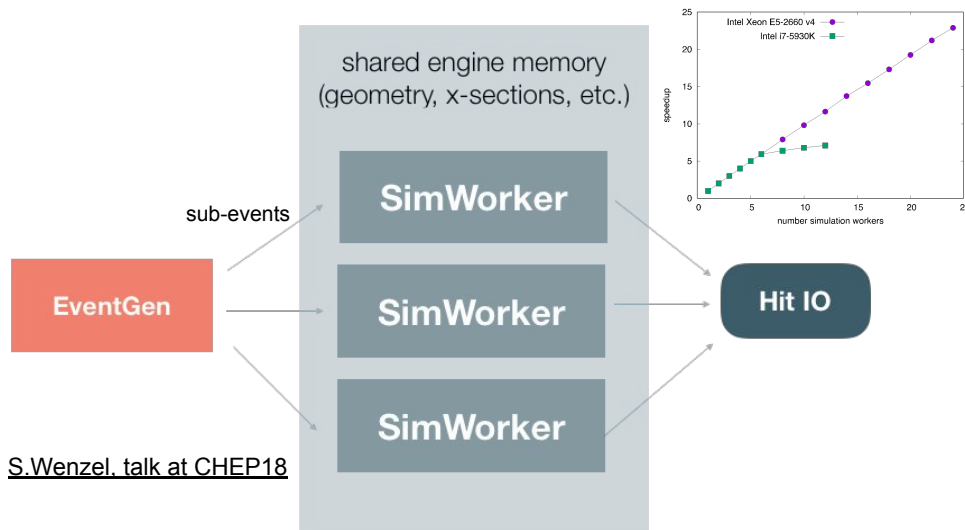 shared engine memory
(geometry, x-sections, etc.)
SimWorker
sub-events
EventGen
SimWorker
Hit IO
SimWorker
S.Wenzel, talk at CHEP18
Intel Xeon E5-2660 v4
Intel i7-5930K
25
20
15
10
5
0
speedup
0 5 10 15 20 25
number simulation workers